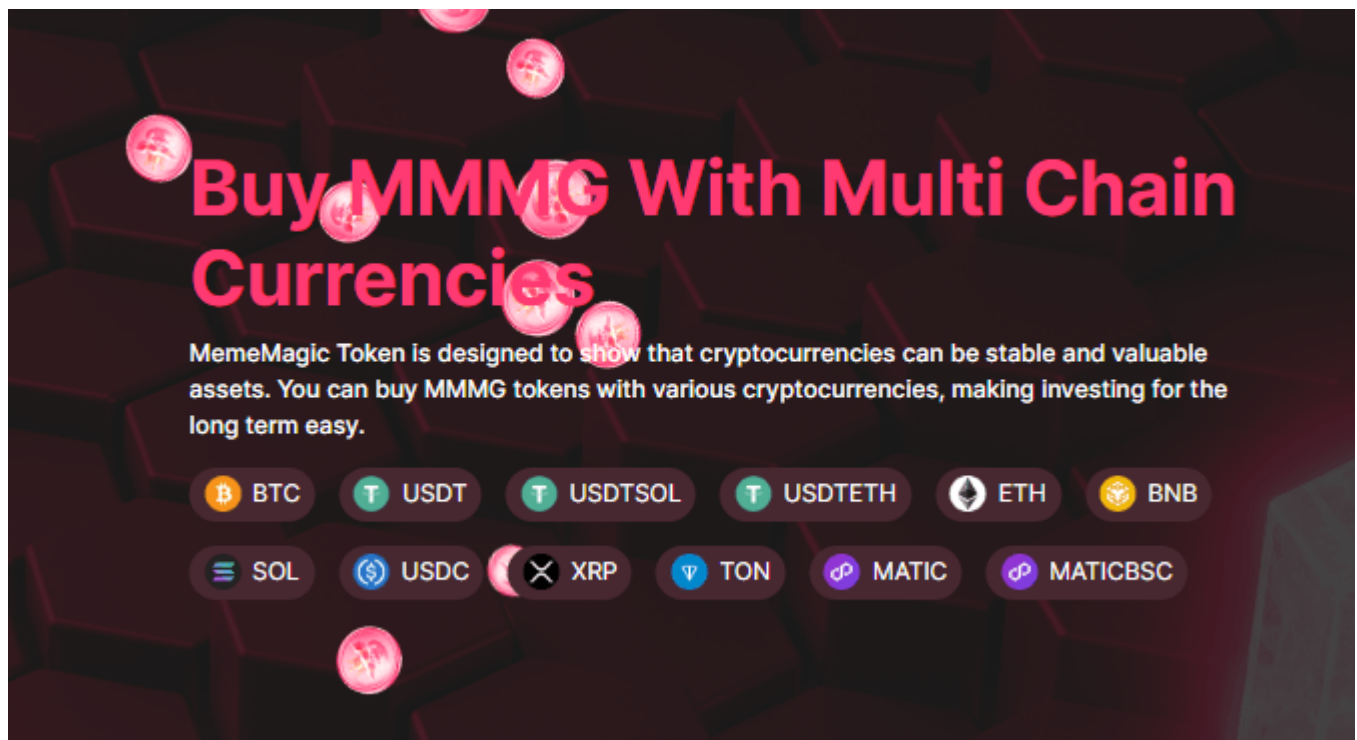 Buy MMMG With Multi Chain
Currencies
MemeMagic Token is designed to show that cryptocurrencies can be stable and valuable
assets. You can buy MMMG tokens with various cryptocurrencies, making investing for the
long term easy.
BTC USDT USDTSOL USDTETH ETH BNB
SOL USDC XRP TON MATIC MATICBSC